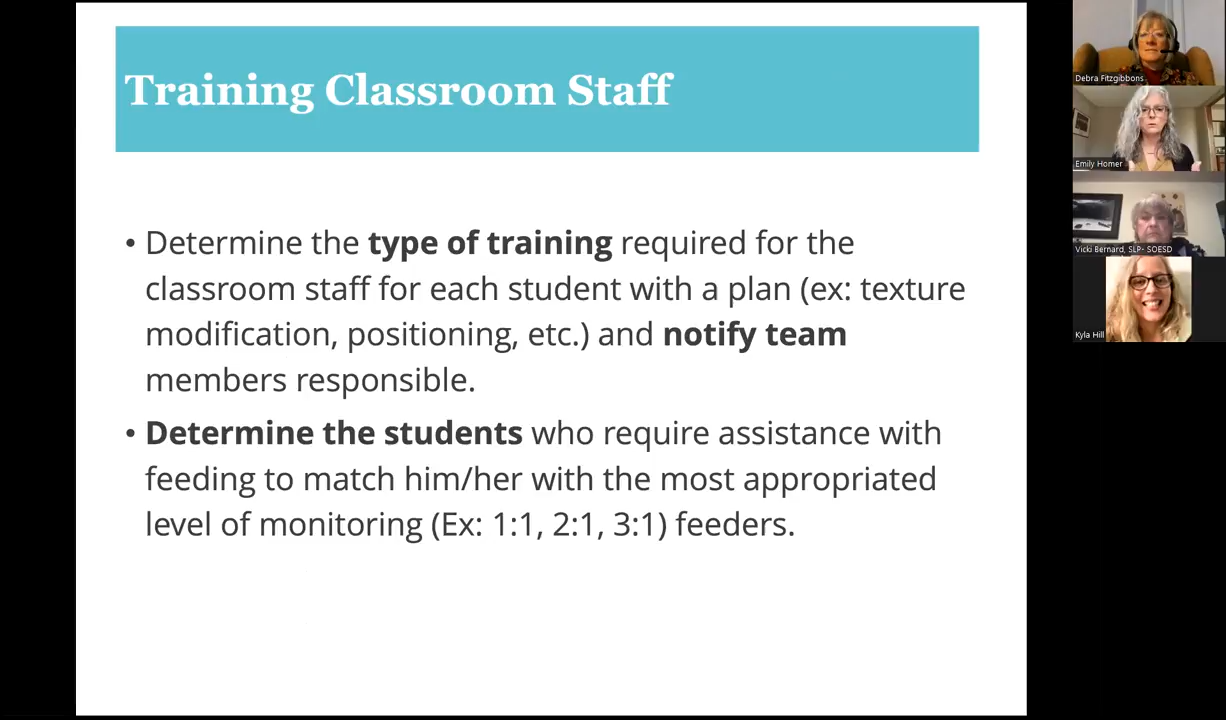 Training Classroom Staff
• Determine the type of training required for the
classroom staff for each student with a plan (ex: texture
modification, positioning, etc.) and notify team
members responsible.
• Determine the students who require assistance with
feeding to match him/her with the most appropriated
level of monitoring (Ex: 1:1, 2:1, 3:1) feeders.
Debra Fitzgibbons
Emily Homer
Vicki Bernard, SLP- SOESD
Kyla Hill